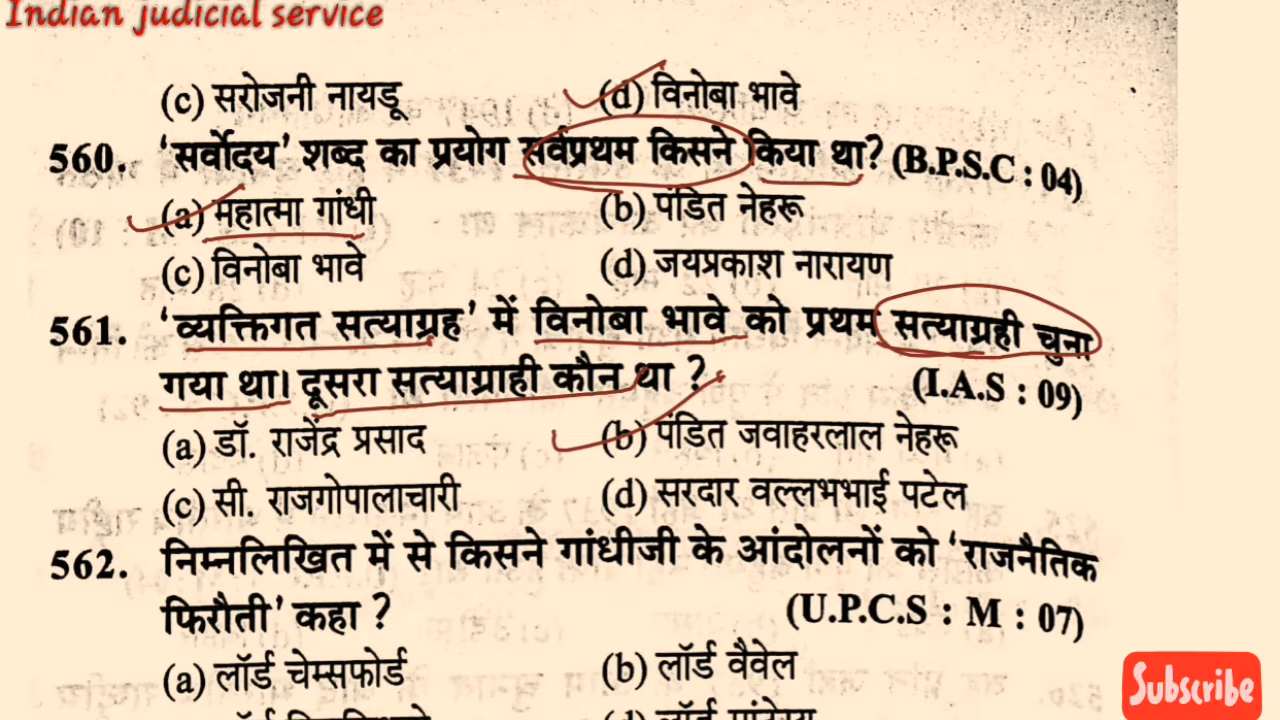 Indian judicial service
(c) सरोजनी नायडू (d) विनोबा भावे
560. 'सर्वोदय' शब्द का प्रयोग सर्वप्रथम किसने किया था? (B.P.S.C : 04)
(a) महात्मा गांधी (b) पंडित नेहरू
(c) विनोबा भावे (d) जयप्रकाश नारायण
561. 'व्यक्तिगत सत्याग्रह' में विनोबा भावे को प्रथम सत्याग्रही चुना
गया था। दूसरा सत्याग्राही कौन था ? (I.A.S : 09)
(a) डॉ. राजेंद्र प्रसाद (b) पंडित जवाहरलाल नेहरू
(c) सी. राजगोपालाचारी (d) सरदार वल्लभभाई पटेल
562. निम्नलिखित में से किसने गांधीजी के आंदोलनों को 'राजनैतिक
फिरौती' कहा ? (U.P.C.S : M : 07)
(a) लॉर्ड चेम्सफोर्ड (b) लॉर्ड वैवेल
Subscribe